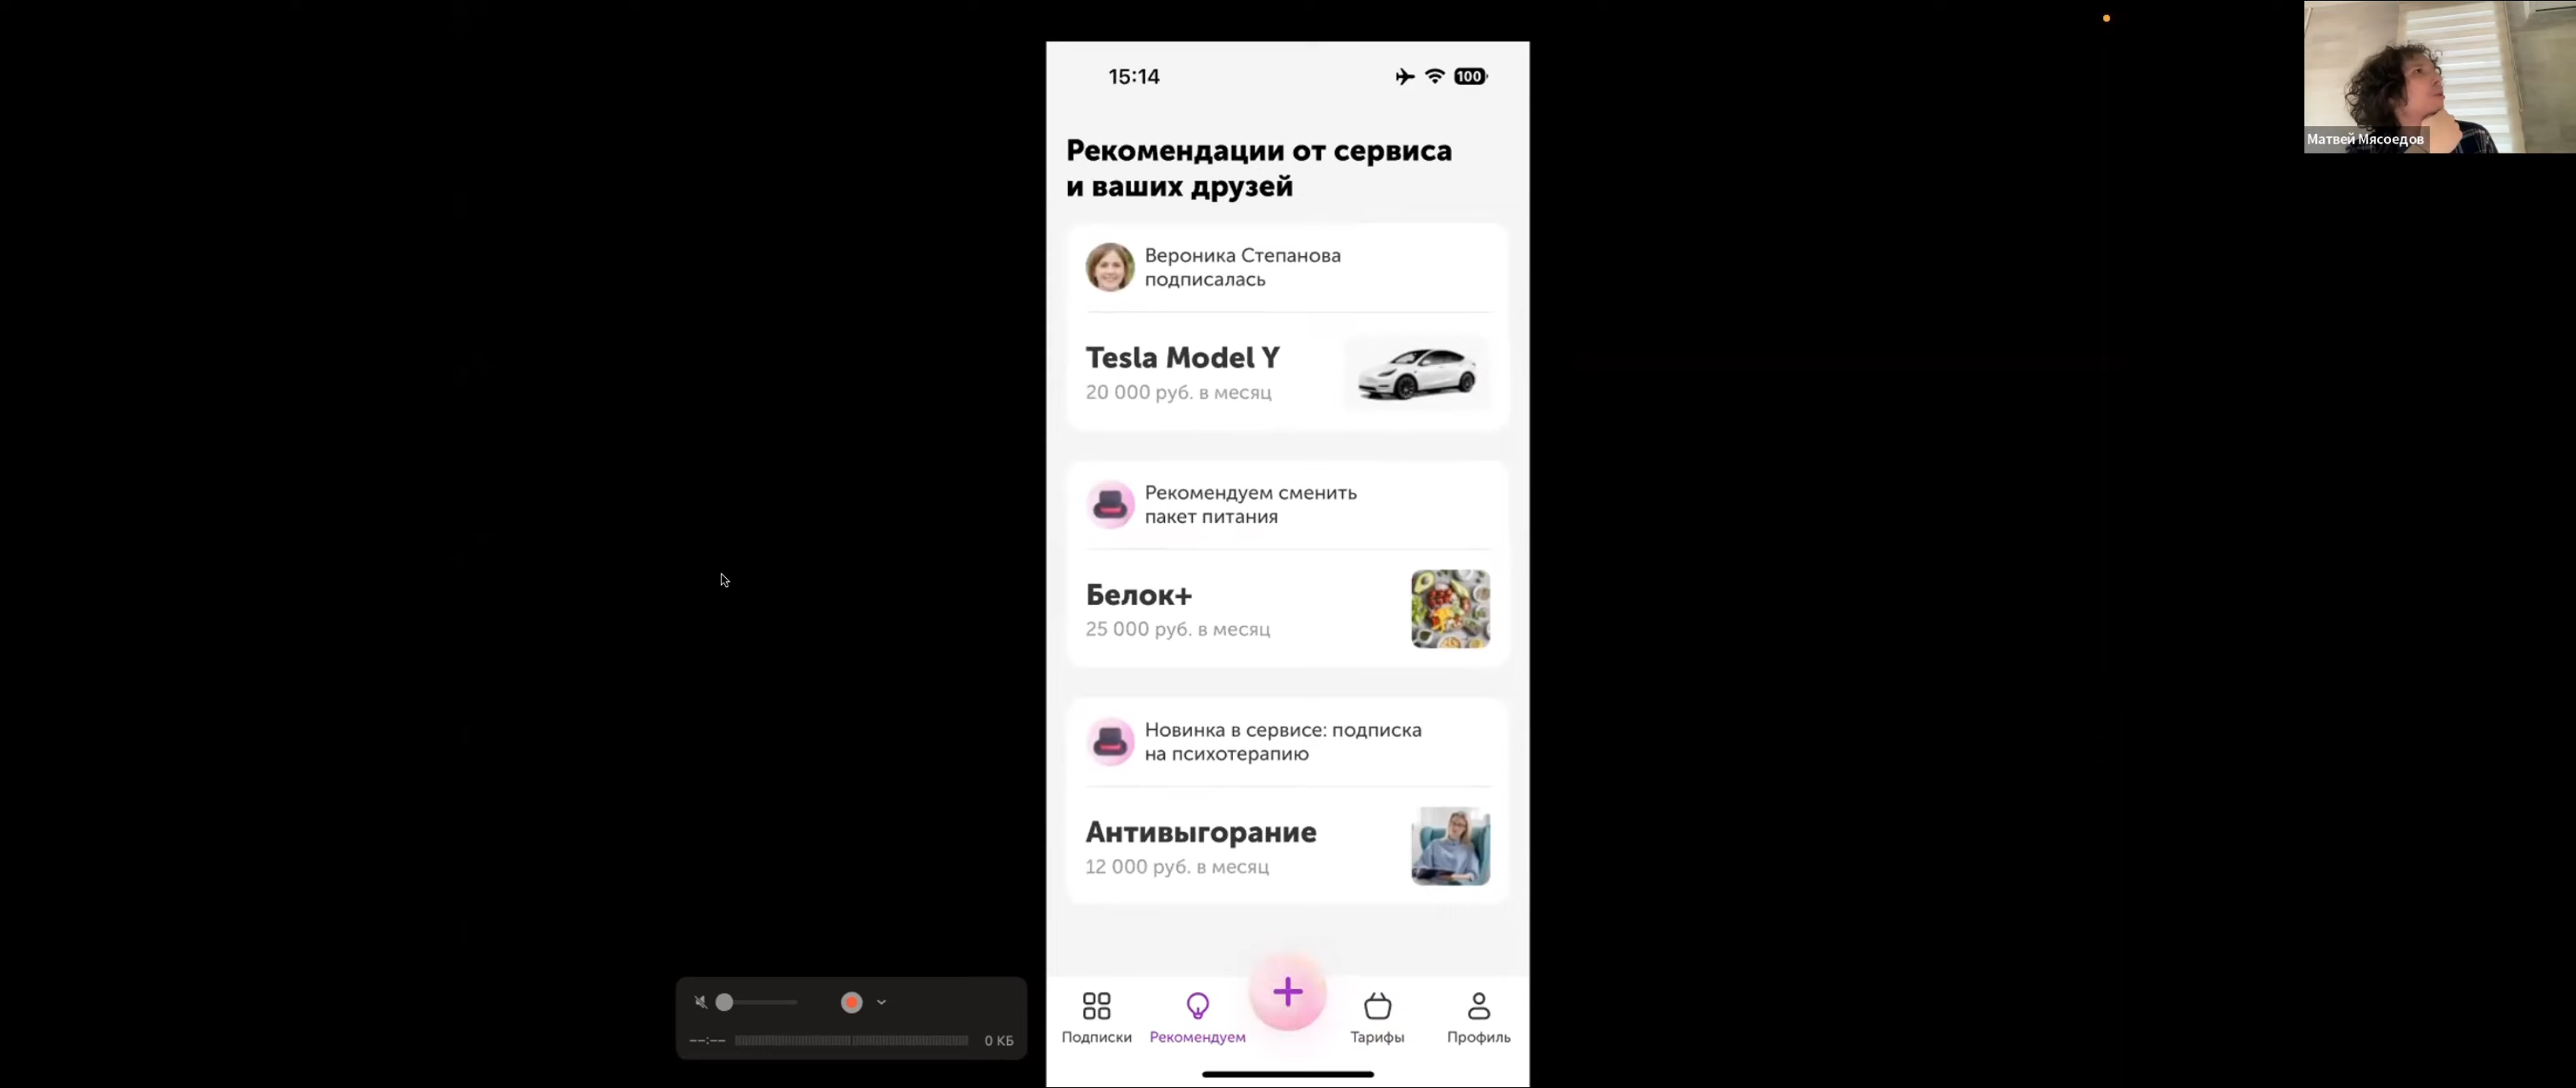 15:14
100
Матвей Мясоедов
Рекомендации от сервиса
и ваших друзей
Вероника Степанова
подписалась
Tesla Model Y
20 000 руб. в месяц
Рекомендуем сменить
пакет питания
Белок+
25 000 руб. в месяц
Новинка в сервисе: подписка
на психотерапию
Антивыгорание
12 000 руб. в месяц
Подписки
Рекомендуем
Тарифы
Профиль
--:--
0 КБ